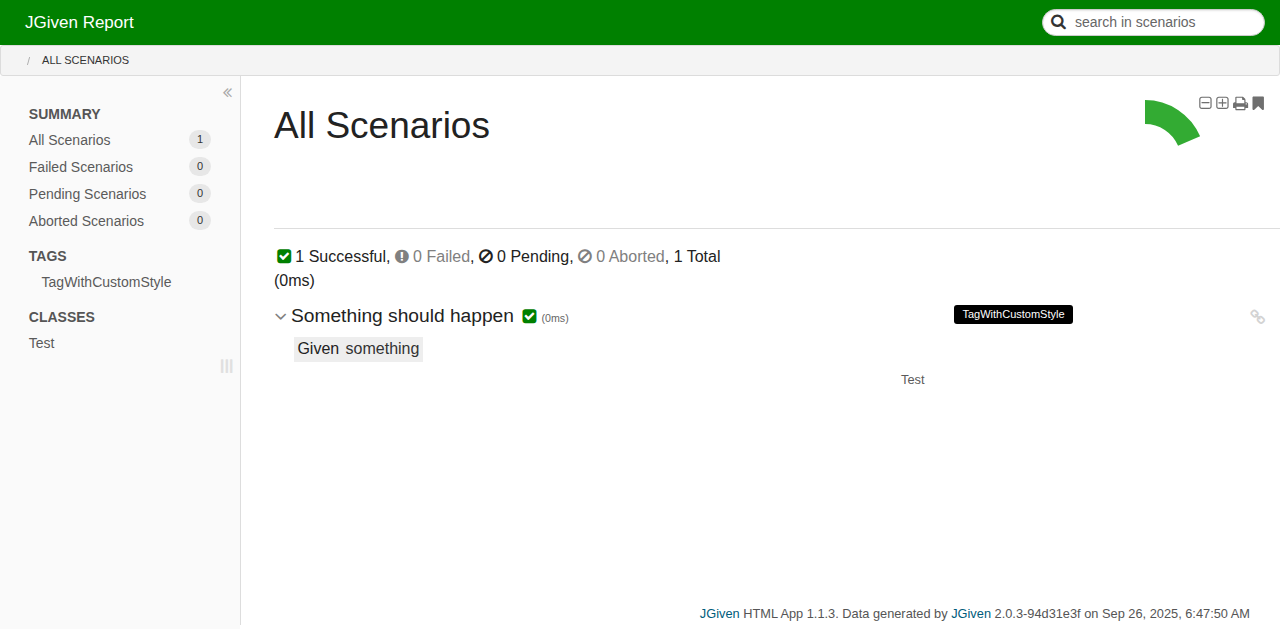 JGiven Report
search in scenarios
/ ALL SCENARIOS
SUMMARY
All Scenarios 1
Failed Scenarios 0
Pending Scenarios 0
Aborted Scenarios 0
TAGS
TagWithCustomStyle
CLASSES
Test
All Scenarios
1 Successful, 0 Failed, 0 Pending, 0 Aborted, 1 Total
(0ms)
Something should happen (0ms) TagWithCustomStyle
Given something
Test
JGiven HTML App 1.1.3. Data generated by JGiven 2.0.3-94d31e3f on Sep 26, 2025, 6:47:50 AM